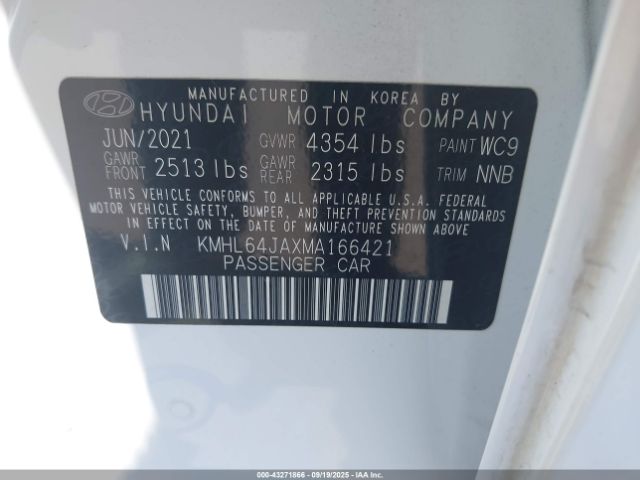 MANUFACTURED IN KOREA BY
HYUNDAI MOTOR COMPANY
JUN/2021 GVWR 4354 lbs PAINT WC9
GAWR FRONT 2513 lbs GAWR REAR 2315 lbs TRIM NNB
THIS VEHICLE CONFORMS TO ALL APPLICABLE U.S.A. FEDERAL
MOTOR VEHICLE SAFETY, BUMPER, AND THEFT PREVENTION STANDARDS
IN EFFECT ON THE DATE OF MANUFACTURE SHOWN ABOVE.
V.I.N KMHL64JAXMA166421
PASSENGER CAR
000-43271866 - 09/19/2025 - IAA, Inc.